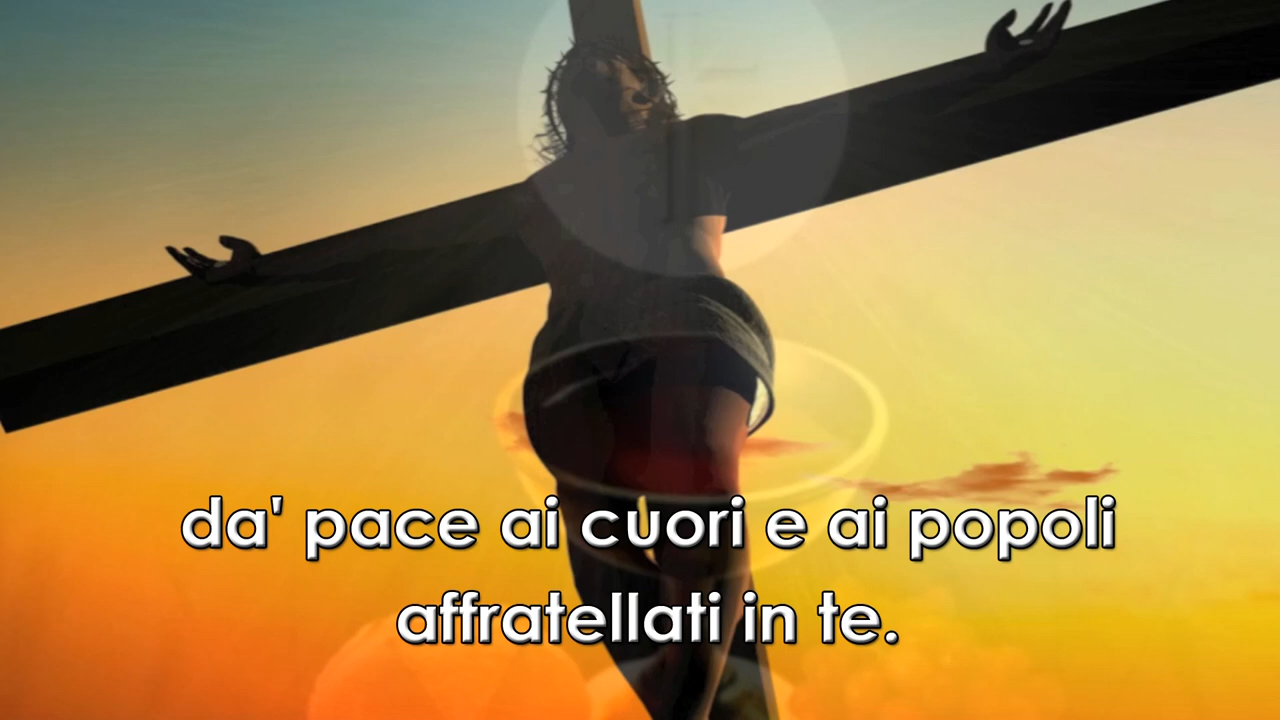 da' pace ai cuori e ai popoli
affratellati in te.